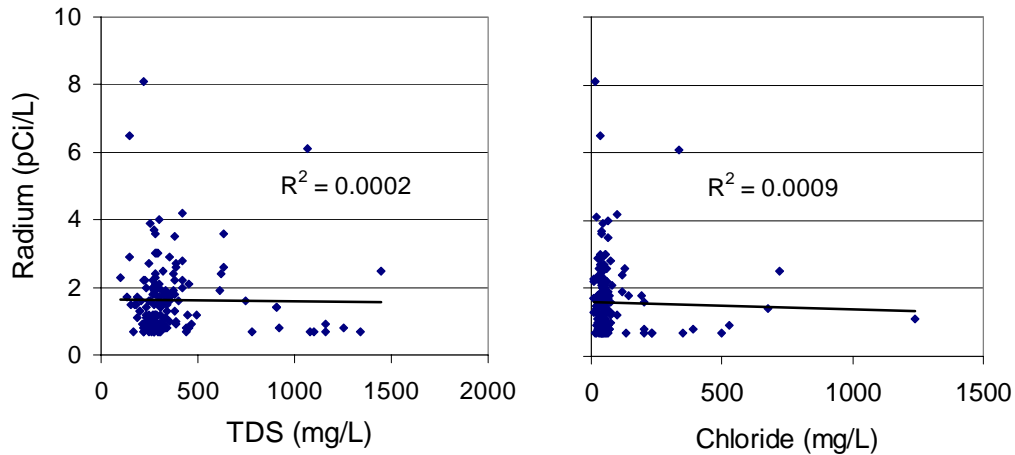 Radium (pCi/L)
10
8
6
4
2
0
R² = 0.0002
0 500 1000 1500 2000
TDS (mg/L)
R² = 0.0009
0 500 1000 1500
Chloride (mg/L)